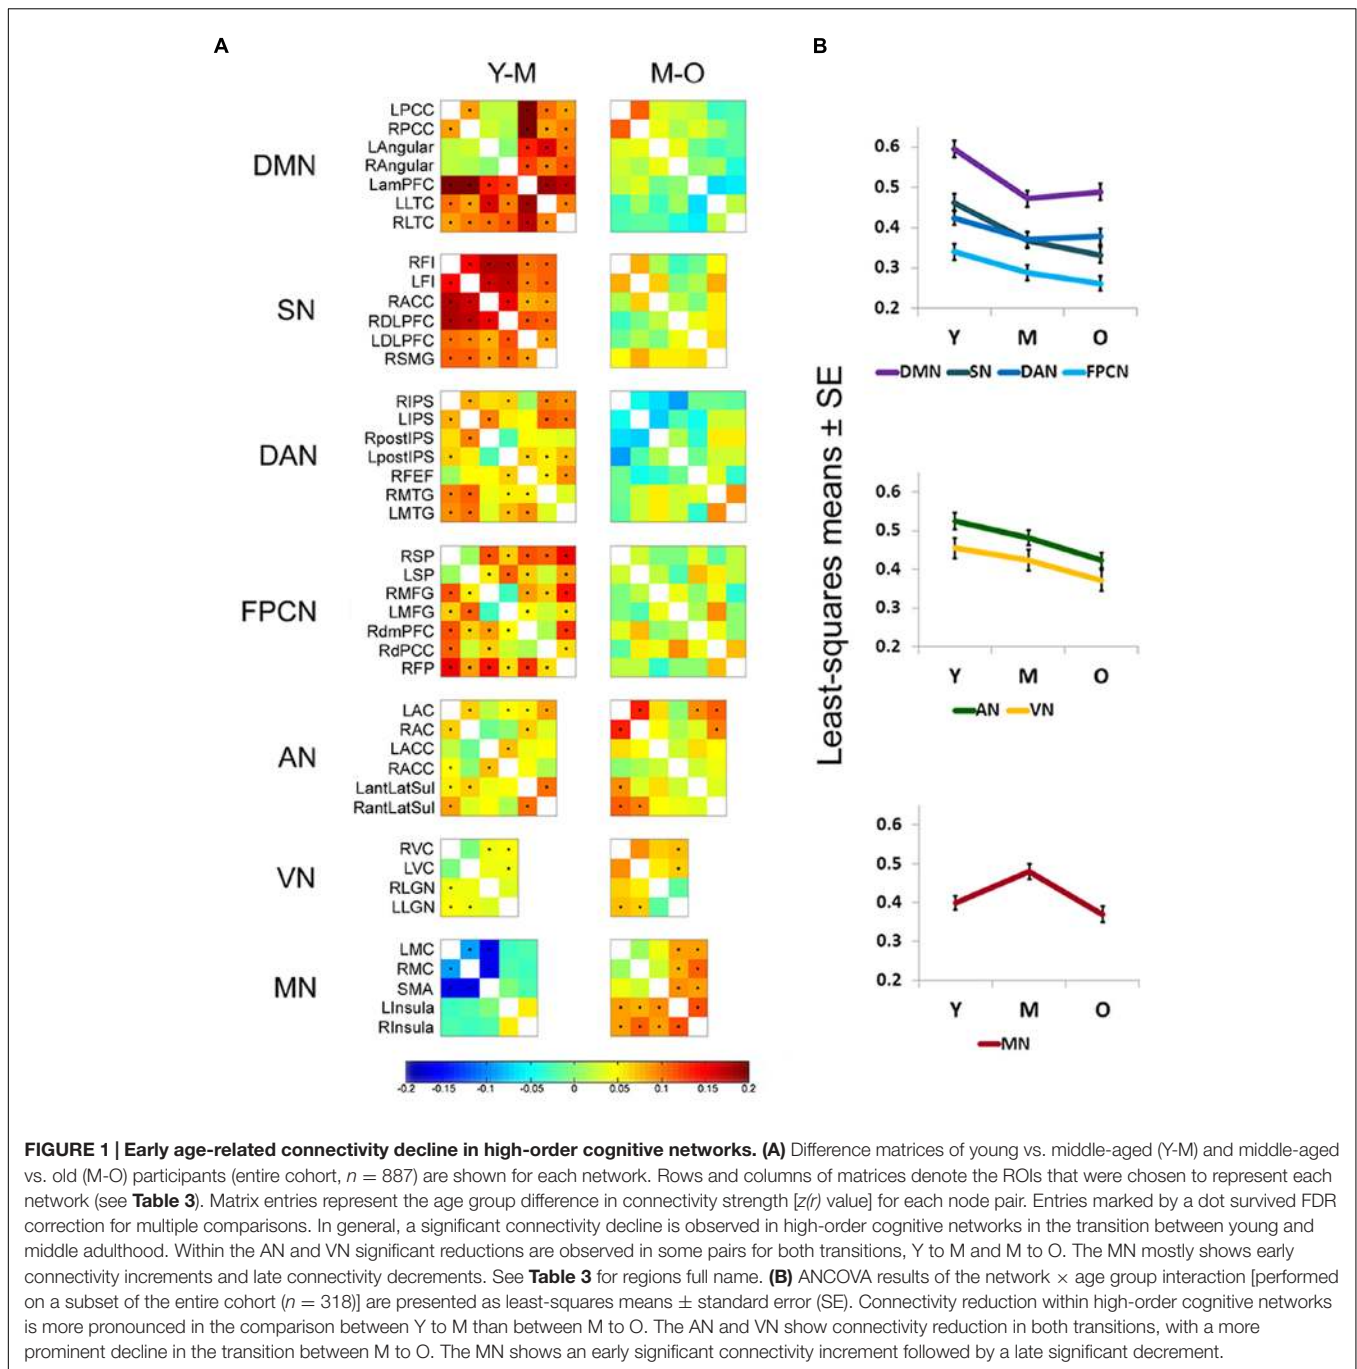 A
B
Y-M
M-O
DMN
LPCC
RPCC
LAngular
RAngular
LamPFC
LLTC
RLTC
SN
RFI
LFI
RACC
RDLPFC
LDLPFC
RSMG
DAN
RIPS
LIPS
RpostIPS
LpostIPS
RFEF
RMTG
LMTG
FPCN
RSP
LSP
RMFG
LMFG
RdmPFC
RdPCC
RFP
AN
LAC
RAC
LACC
RACC
LantLatSul
RantLatSul
VN
RVC
LVC
RLGN
LLGN
MN
LMC
RMC
SMA
LInsula
RInsula
-0.2 -0.15 -0.1 -0.05 0 0.05 0.1 0.15 0.2
Least-squares means ± SE
0.6
0.5
0.4
0.3
0.2
Y M O
DMN SN DAN FPCN
0.6
0.5
0.4
0.3
0.2
Y M O
AN VN
0.6
0.5
0.4
0.3
0.2
Y M O
MN
FIGURE 1 | Early age-related connectivity decline in high-order cognitive networks. (A) Difference matrices of young vs. middle-aged (Y-M) and middle-aged
vs. old (M-O) participants (entire cohort, n = 887) are shown for each network. Rows and columns of matrices denote the ROIs that were chosen to represent each
network (see Table 3). Matrix entries represent the age group difference in connectivity strength [z(r) value] for each node pair. Entries marked by a dot survived FDR
correction for multiple comparisons. In general, a significant connectivity decline is observed in high-order cognitive networks in the transition between young and
middle adulthood. Within the AN and VN significant reductions are observed in some pairs for both transitions, Y to M and M to O. The MN mostly shows early
connectivity increments and late connectivity decrements. See Table 3 for regions full name. (B) ANCOVA results of the network × age group interaction [performed
on a subset of the entire cohort (n = 318)] are presented as least-squares means ± standard error (SE). Connectivity reduction within high-order cognitive networks
is more pronounced in the comparison between Y to M than between M to O. The AN and VN show connectivity reduction in both transitions, with a more
prominent decline in the transition between M to O. The MN shows an early significant connectivity increment followed by a late significant decrement.